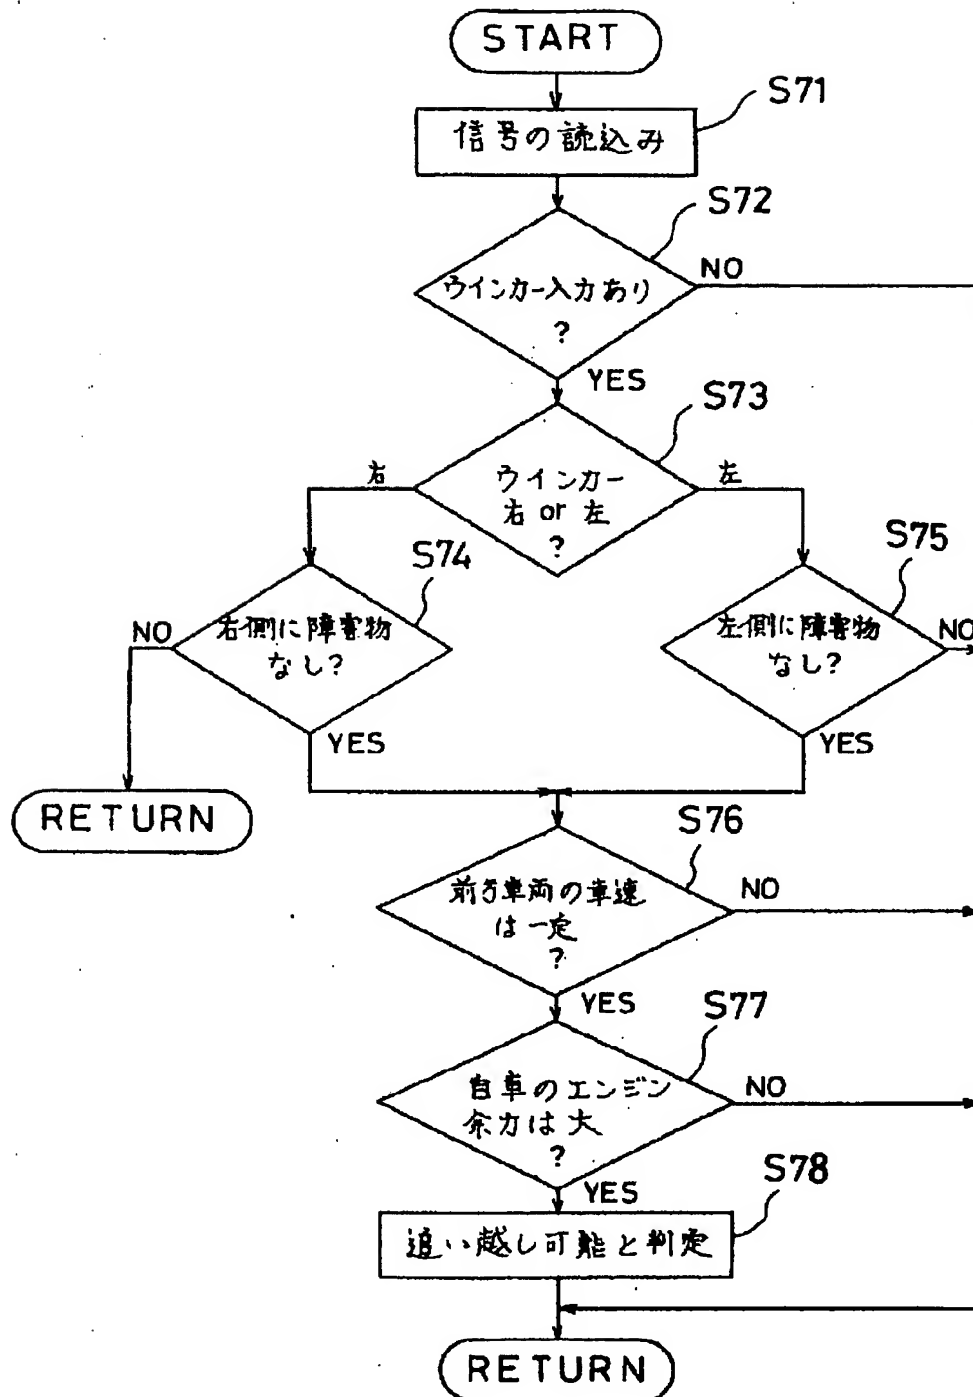 START
S71
信号の読込み
S72
ウインカー入力あり
?
NO
YES
S73
ウインカー
右 or 左
?
右
左
S74
右側に障害物
なし?
NO
YES
S75
左側に障害物
なし?
NO
YES
RETURN
S76
前方車両の車速
は一定
?
NO
YES
S77
自車のエンジン
余力は大
?
NO
YES
S78
追い越し可能と判定
RETURN